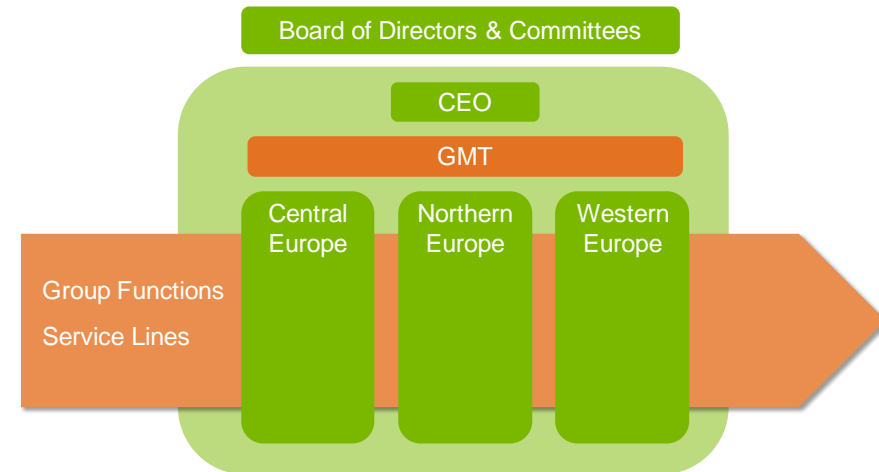 Board of Directors & Committees
CEO
GMT
Central
Europe
Northern
Europe
Western
Europe
Group Functions
Service Lines